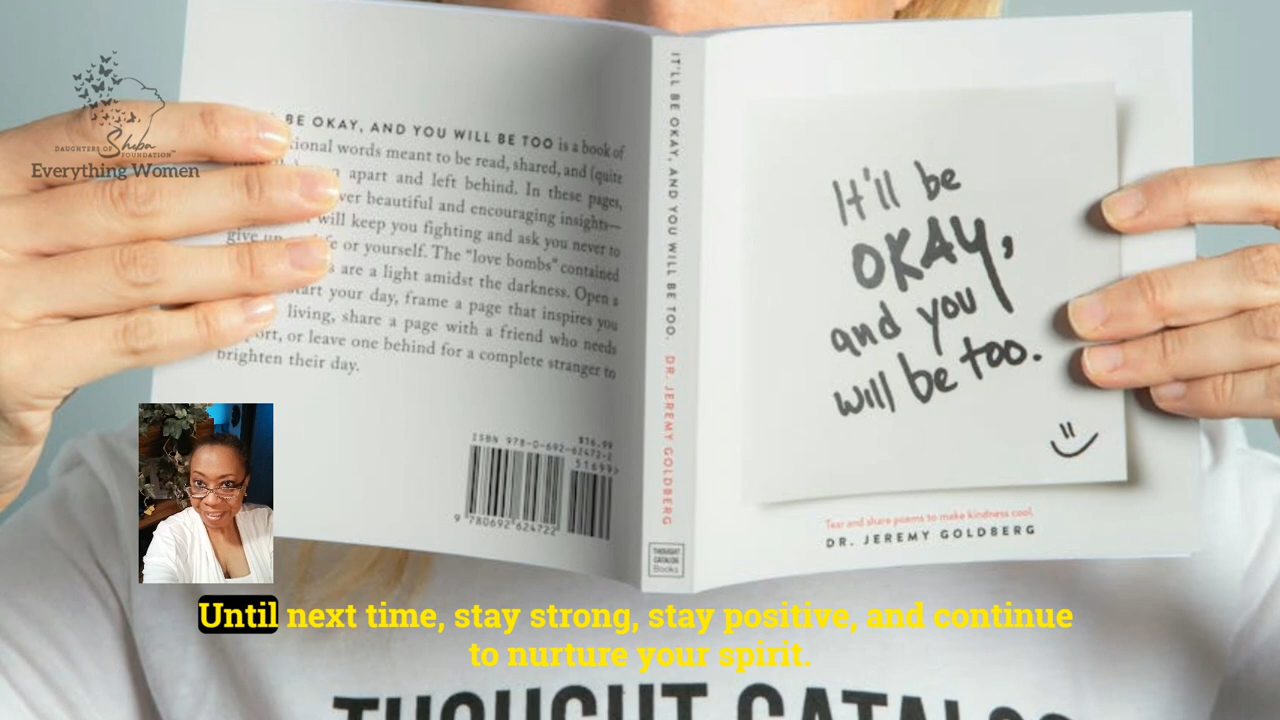 DAUGHTERS OF
Sheba
FOUNDATION™
Everything Women
BE OKAY, AND YOU WILL BE TOO is a book of
tional words meant to be read, shared, and (quite
apart and left behind. In these pages,
ver beautiful and encouraging insights—
will keep you fighting and ask you never to
give up or yourself. The “love bombs” contained
are a light amidst the darkness. Open a
your day, frame a page that inspires you
living, share a page with a friend who needs
or leave one behind for a complete stranger to
brighten their day.
ISBN 978-0-692-62472-2
$16.99
51699>
9 780692 624722
IT'LL BE OKAY, AND YOU WILL BE TOO. DR. JEREMY GOLDBERG
THOUGHT
CATALOG
Books
It'll be
OKAY,
and you
will be too.
Tear and share poems to make kindness cool.
DR. JEREMY GOLDBERG
Until next time, stay strong, stay positive, and continue
to nurture your spirit.
THOUGHT CATALOG